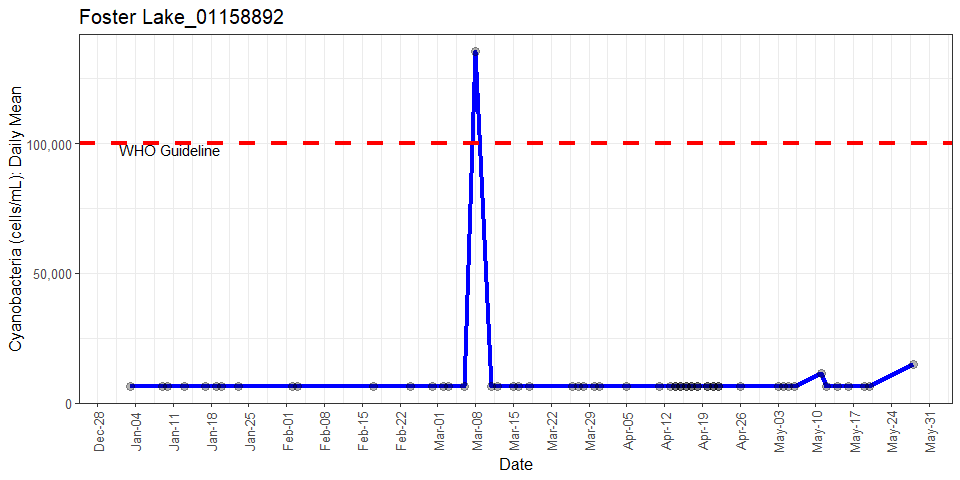 Foster Lake_01158892
Cyanobacteria (cells/mL): Daily Mean
100,000
WHO Guideline
50,000
0
Dec-28
Jan-04
Jan-11
Jan-18
Jan-25
Feb-01
Feb-08
Feb-15
Feb-22
Mar-01
Mar-08
Mar-15
Mar-22
Mar-29
Apr-05
Apr-12
Apr-19
Apr-26
May-03
May-10
May-17
May-24
May-31
Date